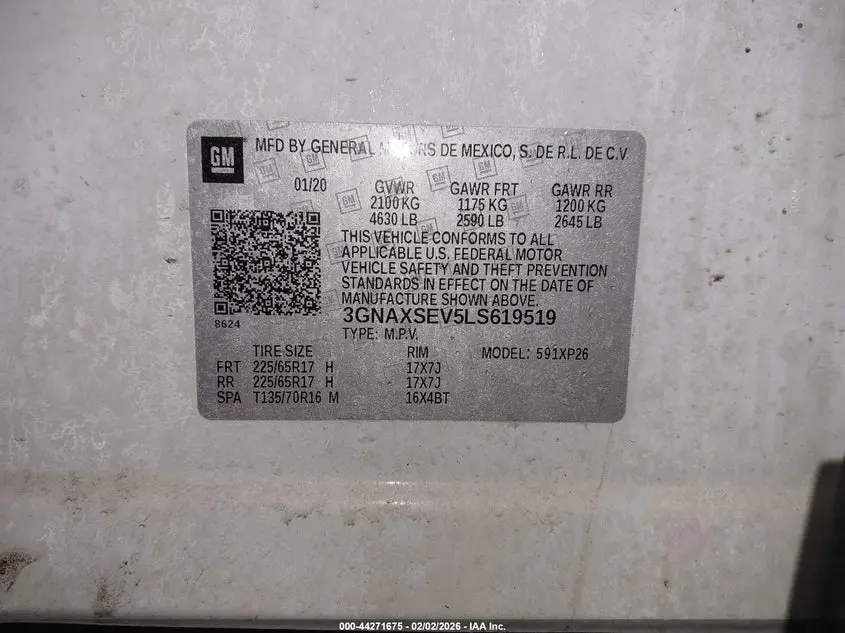 GM
MFD BY GENERAL MOTORS DE MEXICO, S. DE R.L. DE C.V
01/20 GVWR GAWR FRT GAWR RR
2100 KG 1175 KG 1200 KG
4630 LB 2590 LB 2645 LB
THIS VEHICLE CONFORMS TO ALL
APPLICABLE U.S. FEDERAL MOTOR
VEHICLE SAFETY AND THEFT PREVENTION
STANDARDS IN EFFECT ON THE DATE OF
MANUFACTURE SHOWN ABOVE.
8624 3GNAXSEV5LS619519
TYPE: M.P.V.
TIRE SIZE RIM MODEL: 591XP26
FRT 225/65R17 H 17X7J
RR 225/65R17 H 17X7J
SPA T135/70R16 M 16X4BT
000-44271675 — 02/02/2026 — IAA Inc.